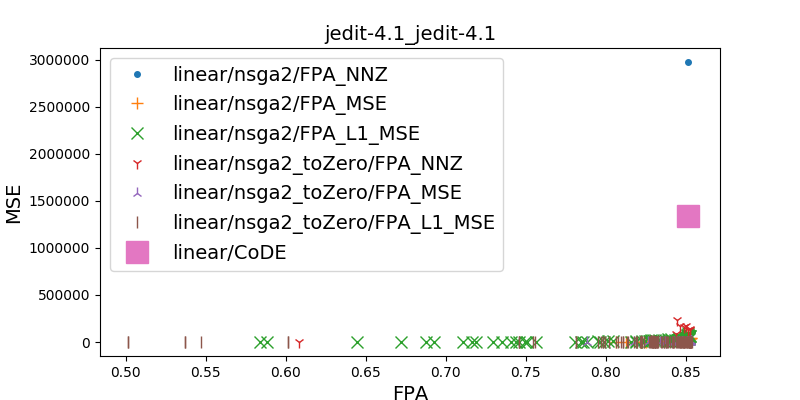 jedit-4.1_jedit-4.1
3000000
2500000
2000000
1500000
1000000
500000
0
MSE
linear/nsga2/FPA_NNZ
linear/nsga2/FPA_MSE
linear/nsga2/FPA_L1_MSE
linear/nsga2_toZero/FPA_NNZ
linear/nsga2_toZero/FPA_MSE
linear/nsga2_toZero/FPA_L1_MSE
linear/CoDE
0.50 0.55 0.60 0.65 0.70 0.75 0.80 0.85
FPA